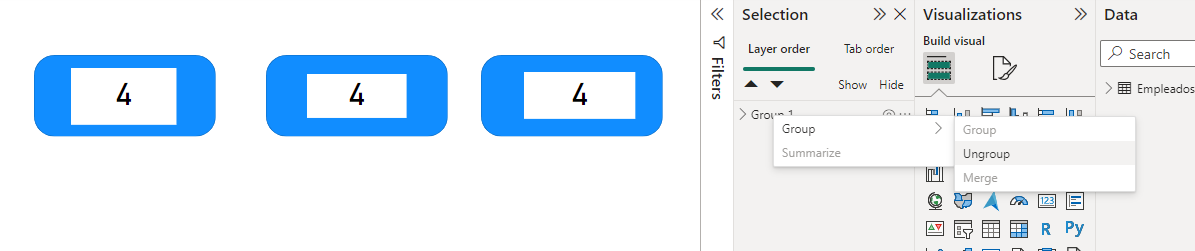 4
4
4
Filters
Selection
Layer order
Tab order
Show
Hide
Group 1
Group
Summarize
Group
Ungroup
Merge
Visualizations
Build visual
123
R
Py
Data
Search
Empleados